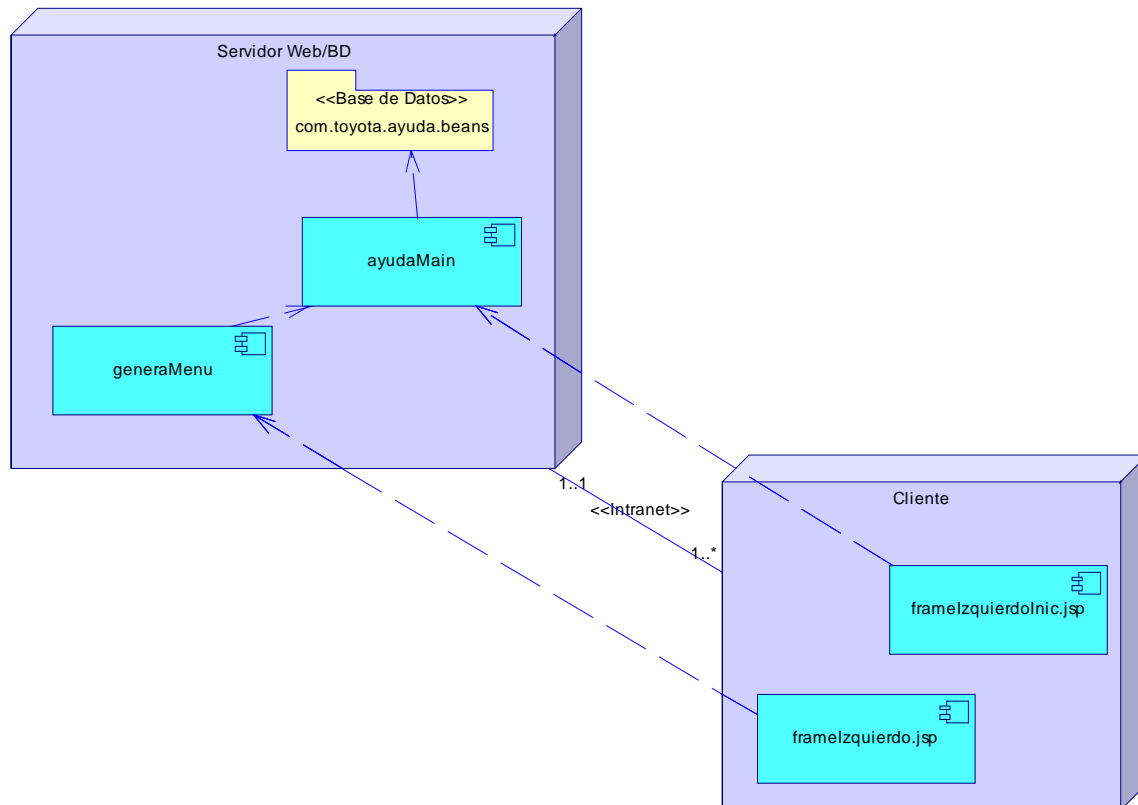 Servidor Web/BD
<<Base de Datos>>
com.toyota.ayuda.beans
ayudaMain
generaMenu
1..1
<<Intranet>>
1..*
Cliente
frameIzquierdoInic.jsp
frameIzquierdo.jsp